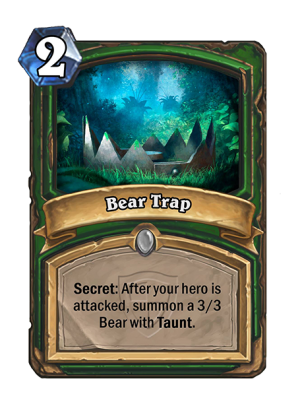 2
Bear Trap
Secret: After your hero is
attacked, summon a 3/3
Bear with Taunt.